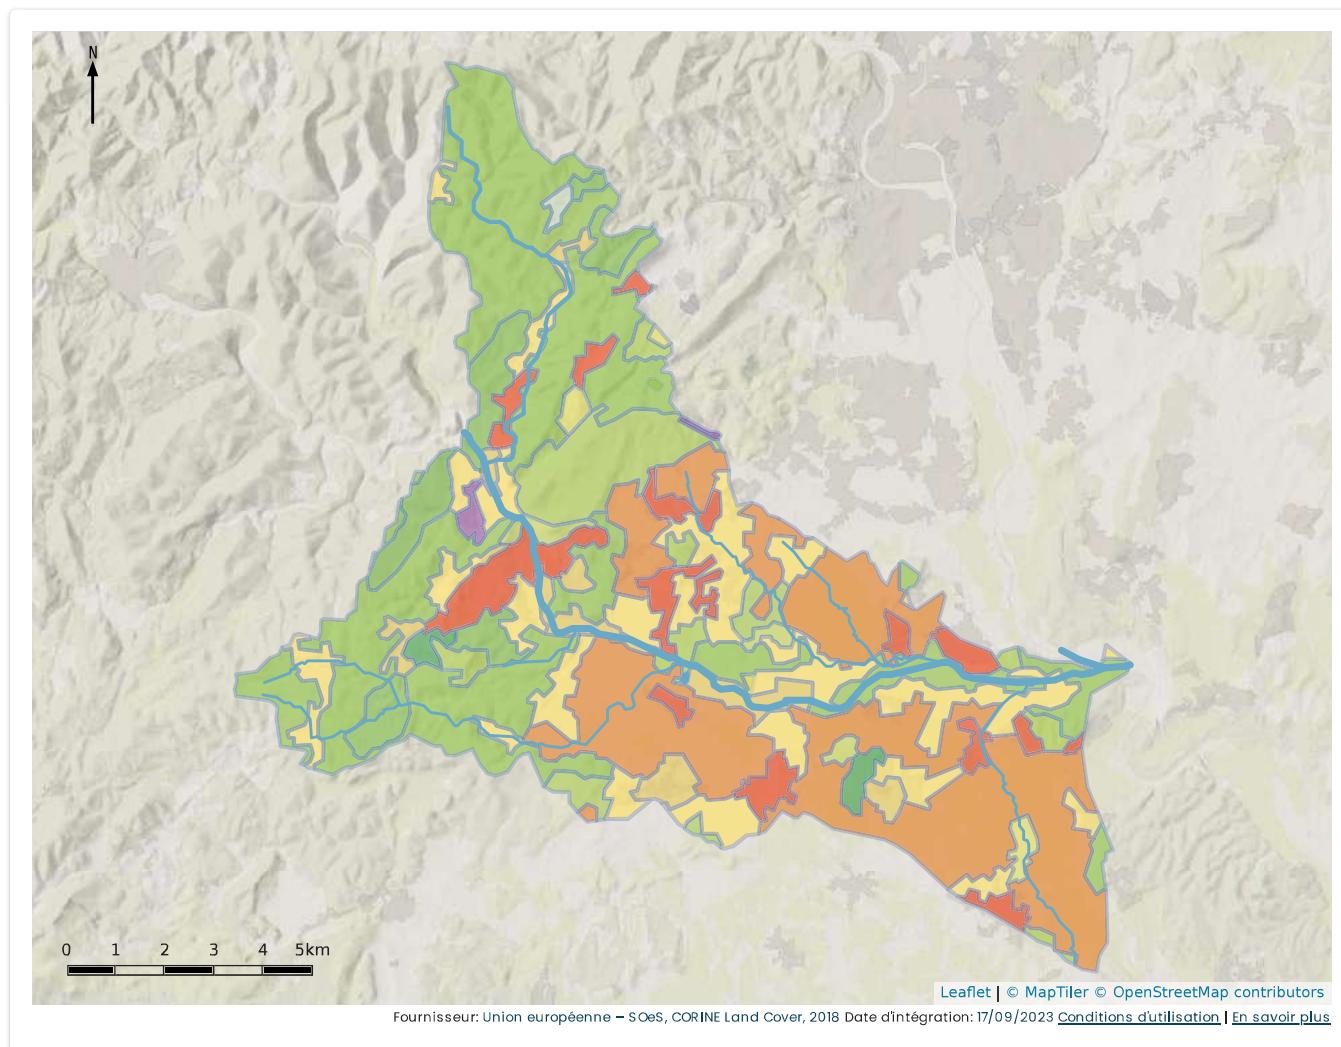 N
0 1 2 3 4 5km
Leaflet | © MapTiler © OpenStreetMap contributors
Fournisseur: Union européenne – SOeS, CORINE Land Cover, 2018 Date d'intégration: 17/09/2023 Conditions d'utilisation | En savoir plus